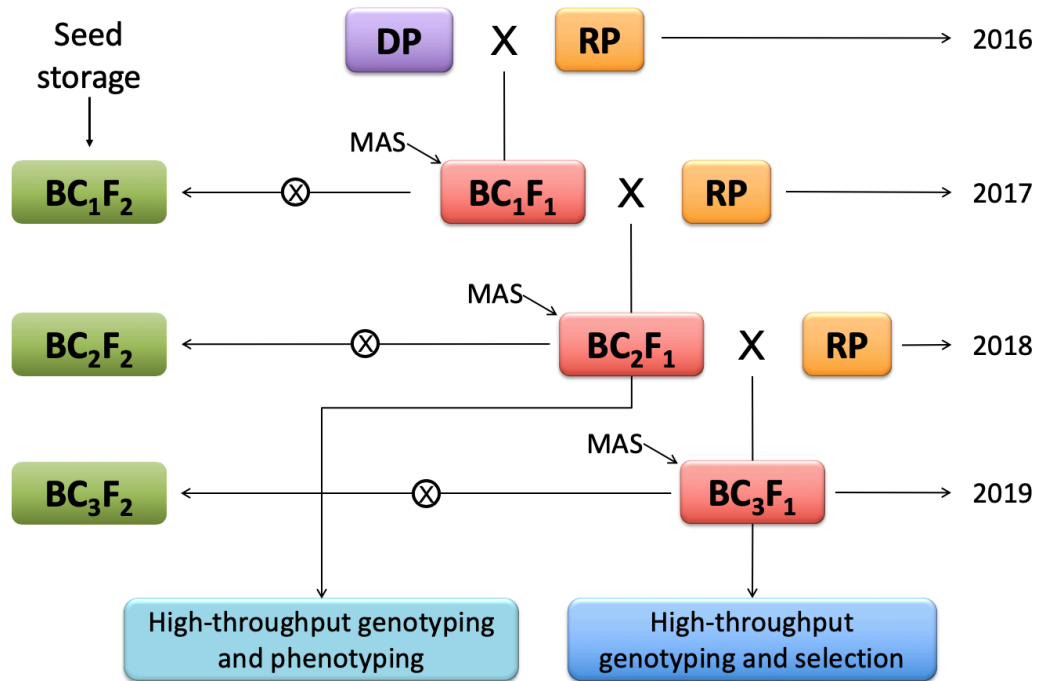 Seed
storage
DP X RP 2016
MAS
BC₁F₂ X BC₁F₁ X RP 2017
MAS
BC₂F₂ X BC₂F₁ X RP 2018
MAS
BC₃F₂ X BC₃F₁ 2019
High-throughput genotyping
and phenotyping
High-throughput
genotyping and selection